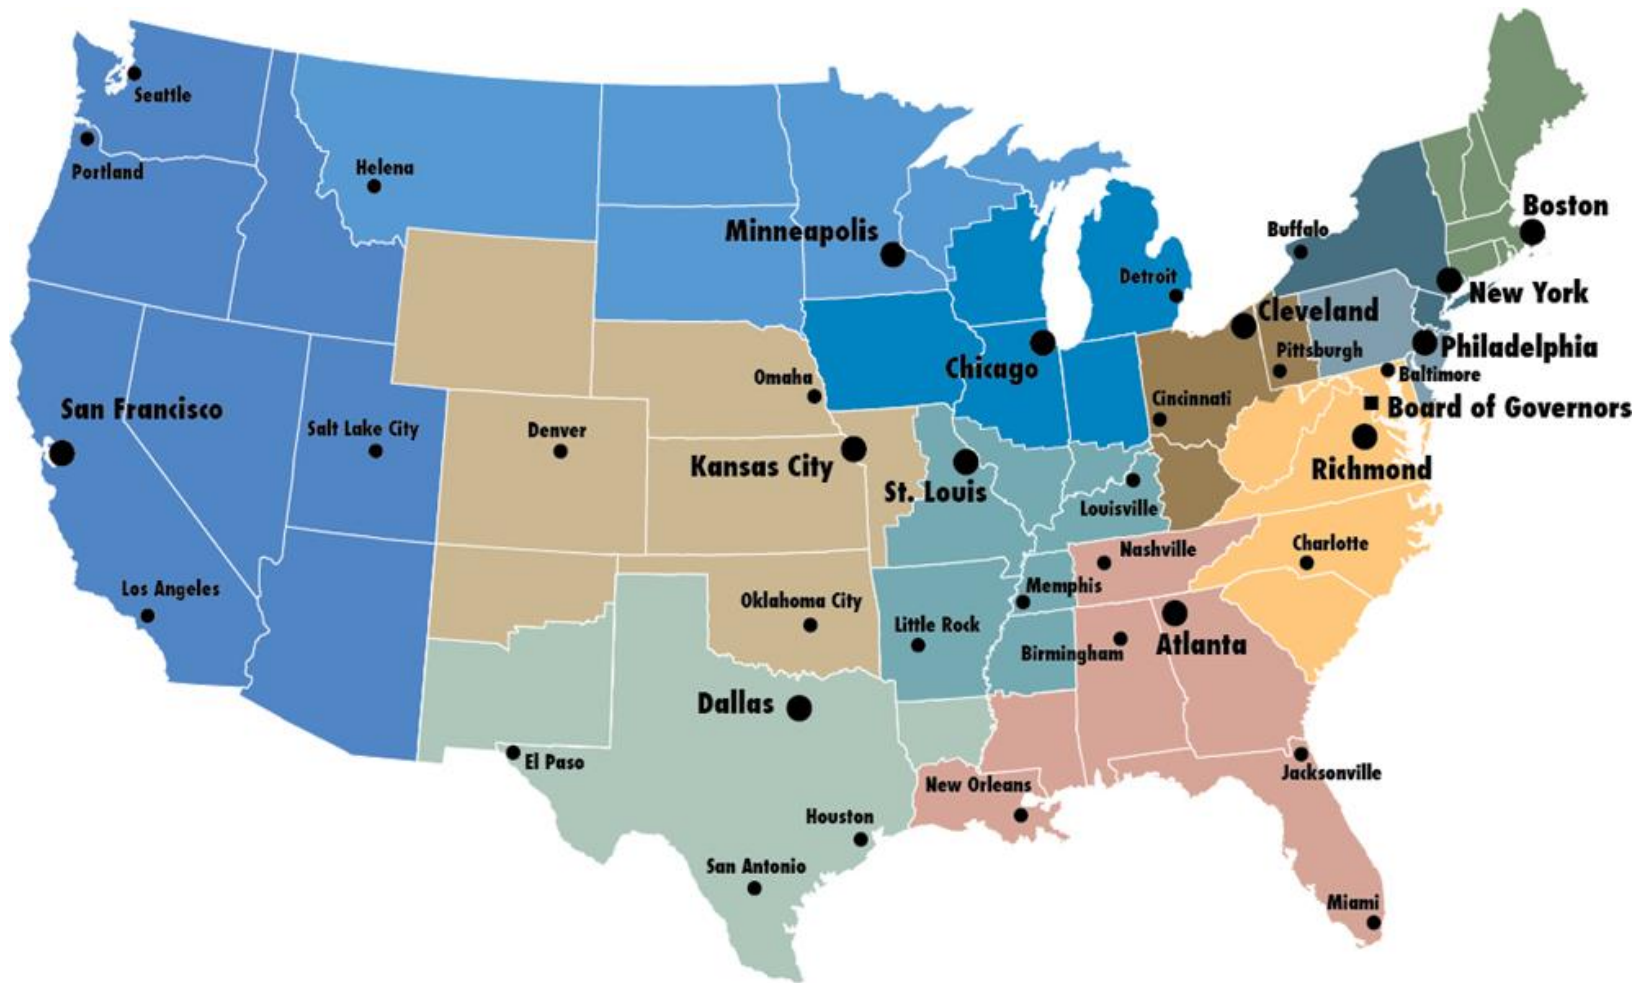 Seattle
Portland
Helena
Minneapolis
Boston
Buffalo
Detroit
New York
Cleveland
Chicago
Pittsburgh
Philadelphia
Omaha
Baltimore
San Francisco
Cincinnati
Board of Governors
Salt Lake City
Denver
Kansas City
Richmond
St. Louis
Louisville
Nashville
Charlotte
Los Angeles
Memphis
Oklahoma City
Little Rock
Birmingham
Atlanta
Dallas
El Paso
Jacksonville
New Orleans
Houston
San Antonio
Miami